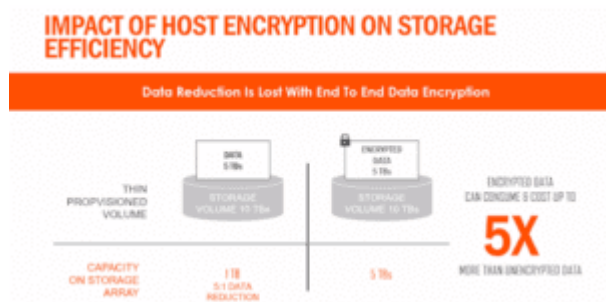 IMPACT OF HOST ENCRYPTION ON STORAGE
EFFICIENCY
Data Reduction Is Lost With End To End Data Encryption
DATA
5 TBs
ENCRYPTED
DATA
5 TBs
THIN
PROPVISIONED
VOLUME
STORAGE
VOLUME 10 TBs
STORAGE
VOLUME 10 TBs
ENCRYPTED DATA
CAN CONSUME & COST UP TO
5X
MORE THAN UNENCRYPTED DATA
CAPACITY
ON STORAGE
ARRAY
1 TB
5:1 DATA
REDUCTION
5 TBs